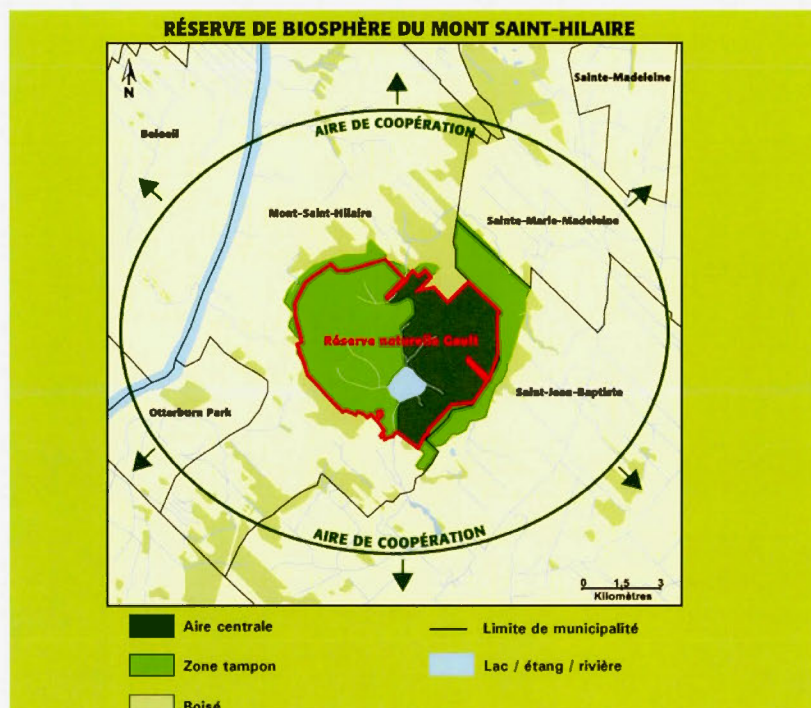 RÉSERVE DE BIOSPHÈRE DU MONT SAINT-HILAIRE
N
Sainte-Madeleine
Beloeil
AIRE DE COOPÉRATION
Mont-Saint-Hilaire
Sainte-Marie-Madeleine
Réserve naturelle Gault
Saint-Jean-Baptiste
Otterburn Park
AIRE DE COOPÉRATION
0 1,5 3
Kilomètres
Aire centrale
Limite de municipalité
Zone tampon
Lac / étang / rivière
Boisé